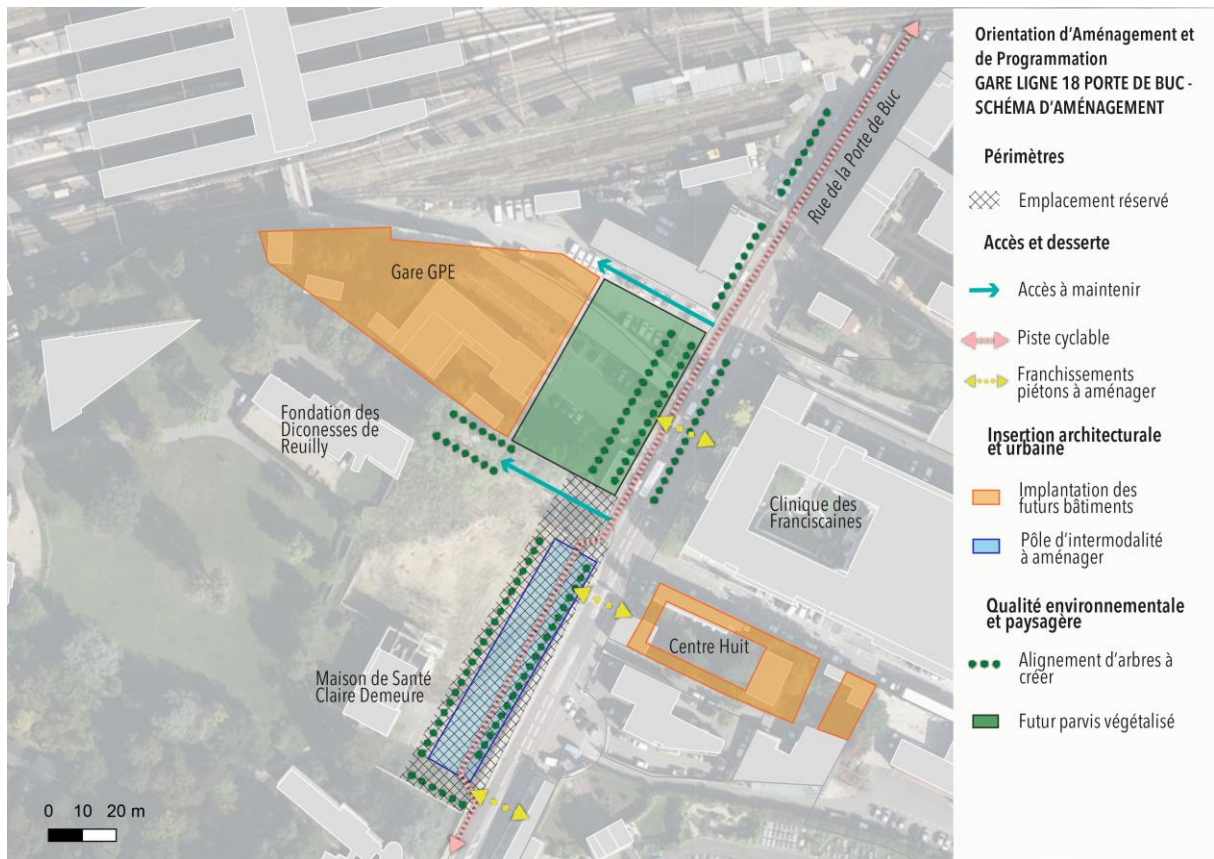 Orientation d'Aménagement et
de Programmation
GARE LIGNE 18 PORTE DE BUC -
SCHÉMA D'AMÉNAGEMENT
Périmètres
Emplacement réservé
Accès et desserte
Accès à maintenir
Piste cyclable
Franchissements
piétons à aménager
Insertion architecturale
et urbaine
Implantation des
futurs bâtiments
Pôle d'intermodalité
à aménager
Qualité environnementale
et paysagère
Alignement d'arbres à
créer
Futur parvis végétalisé
Rue de la Porte de Buc
Gare GPE
Fondation des
Diconesses de
Reuilly
Clinique des
Franciscaines
Centre Huit
Maison de Santé
Claire Demeure
0 10 20 m